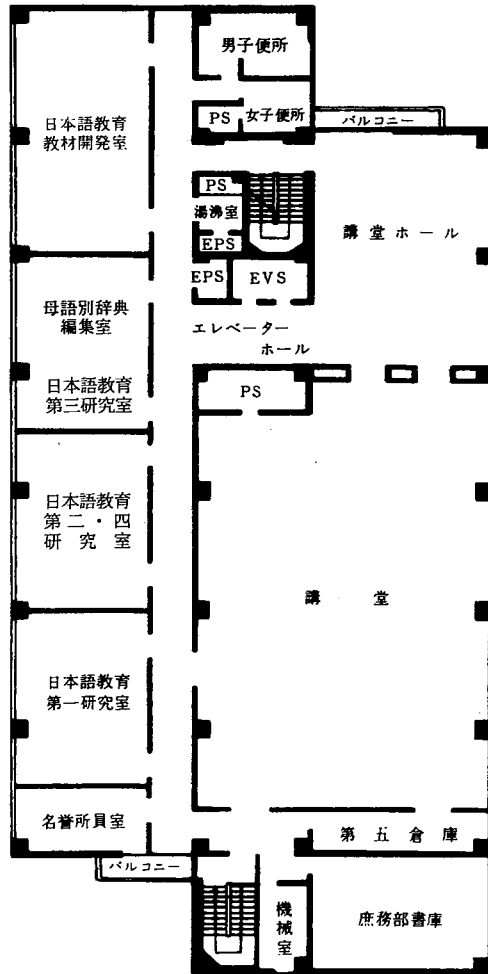 男子便所
日本語教育
教材開発室
PS
女子便所
バルコニー
PS
湯沸室
EPS
講堂ホール
EPS
EVS
母語別辞典
編集室
エレベーター
ホール
日本語教育
第三研究室
PS
日本語教育
第二・四
研究室
講堂
日本語教育
第一研究室
名誉所員室
第五倉庫
バルコニー
機械室
庶務部書庫